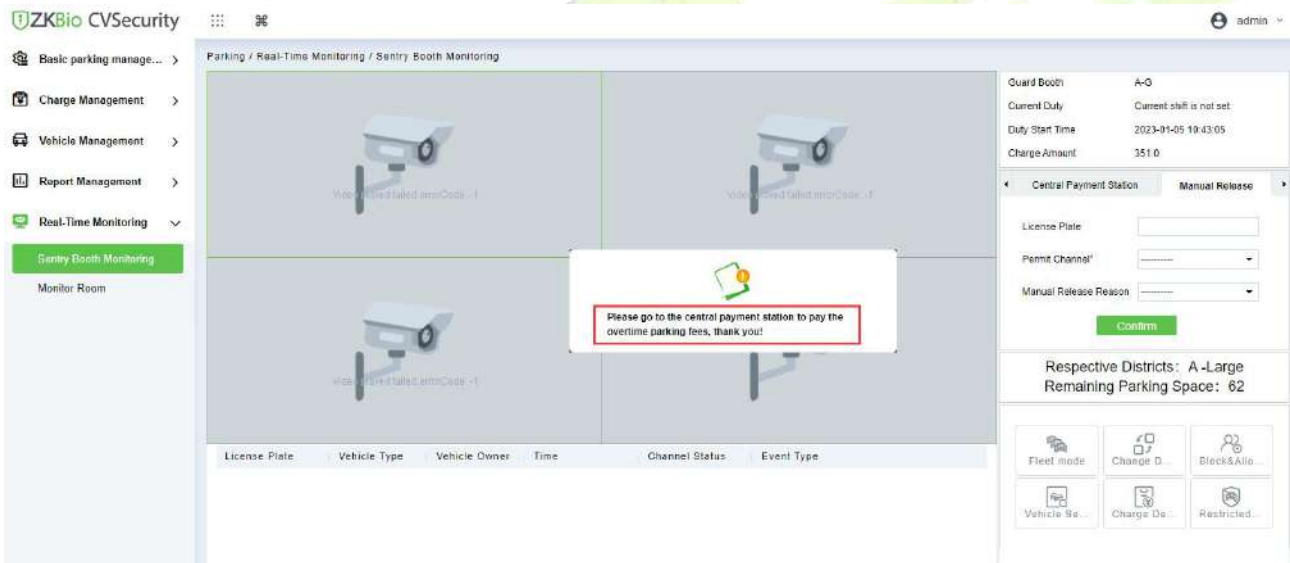 ZKBio CVSecurity
admin
Basic parking manage...
Charge Management
Vehicle Management
Report Management
Real-Time Monitoring
Sentry Booth Monitoring
Monitor Room
Parking / Real-Time Monitoring / Sentry Booth Monitoring
Please go to the central payment station to pay the
overtime parking fees, thank you!
License Plate Vehicle Type Vehicle Owner Time Channel Status Event Type
Guard Booth A-G
Current Duty Current shift is not set
Duty Start Time 2023-01-05 10:43:05
Charge Amount 351.0
Central Payment Station Manual Release
License Plate
Permit Channel* ---------
Manual Release Reason ---------
Confirm
Respective Districts: A -Large
Remaining Parking Space: 62
Fleet mode Change D... Block&Allo...
Vehicle Se... Charge De... Restricted...